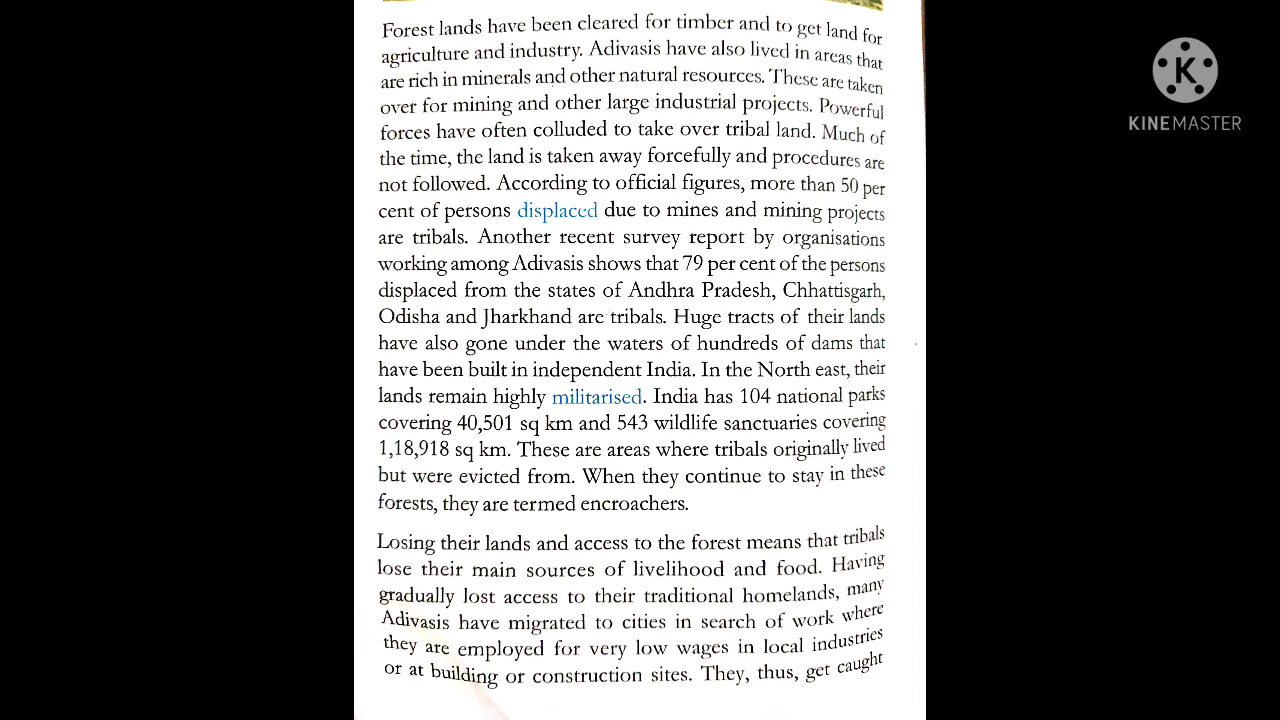 Forest lands have been cleared for timber and to get land for
agriculture and industry. Adivasis have also lived in areas that
are rich in minerals and other natural resources. These are taken
over for mining and other large industrial projects. Powerful
forces have often colluded to take over tribal land. Much of
the time, the land is taken away forcefully and procedures are
not followed. According to official figures, more than 50 per
cent of persons displaced due to mines and mining projects
are tribals. Another recent survey report by organisations
working among Adivasis shows that 79 per cent of the persons
displaced from the states of Andhra Pradesh, Chhattisgarh,
Odisha and Jharkhand are tribals. Huge tracts of their lands
have also gone under the waters of hundreds of dams that
have been built in independent India. In the North east, their
lands remain highly militarised. India has 104 national parks
covering 40,501 sq km and 543 wildlife sanctuaries covering
1,18,918 sq km. These are areas where tribals originally lived
but were evicted from. When they continue to stay in these
forests, they are termed encroachers.
Losing their lands and access to the forest means that tribals
lose their main sources of livelihood and food. Having
gradually lost access to their traditional homelands, many
Adivasis have migrated to cities in search of work where
they are employed for very low wages in local industries
or at building or construction sites. They, thus, get caught
K
KINEMASTER